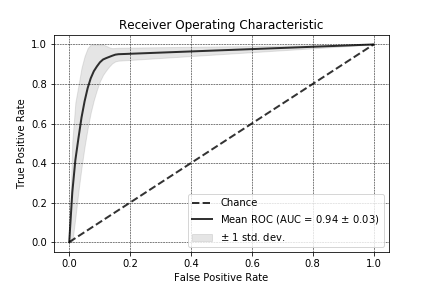 Receiver Operating Characteristic
True Positive Rate
1.0
0.8
0.6
0.4
0.2
0.0
Chance
Mean ROC (AUC = 0.94 ± 0.03)
± 1 std. dev.
0.0 0.2 0.4 0.6 0.8 1.0
False Positive Rate